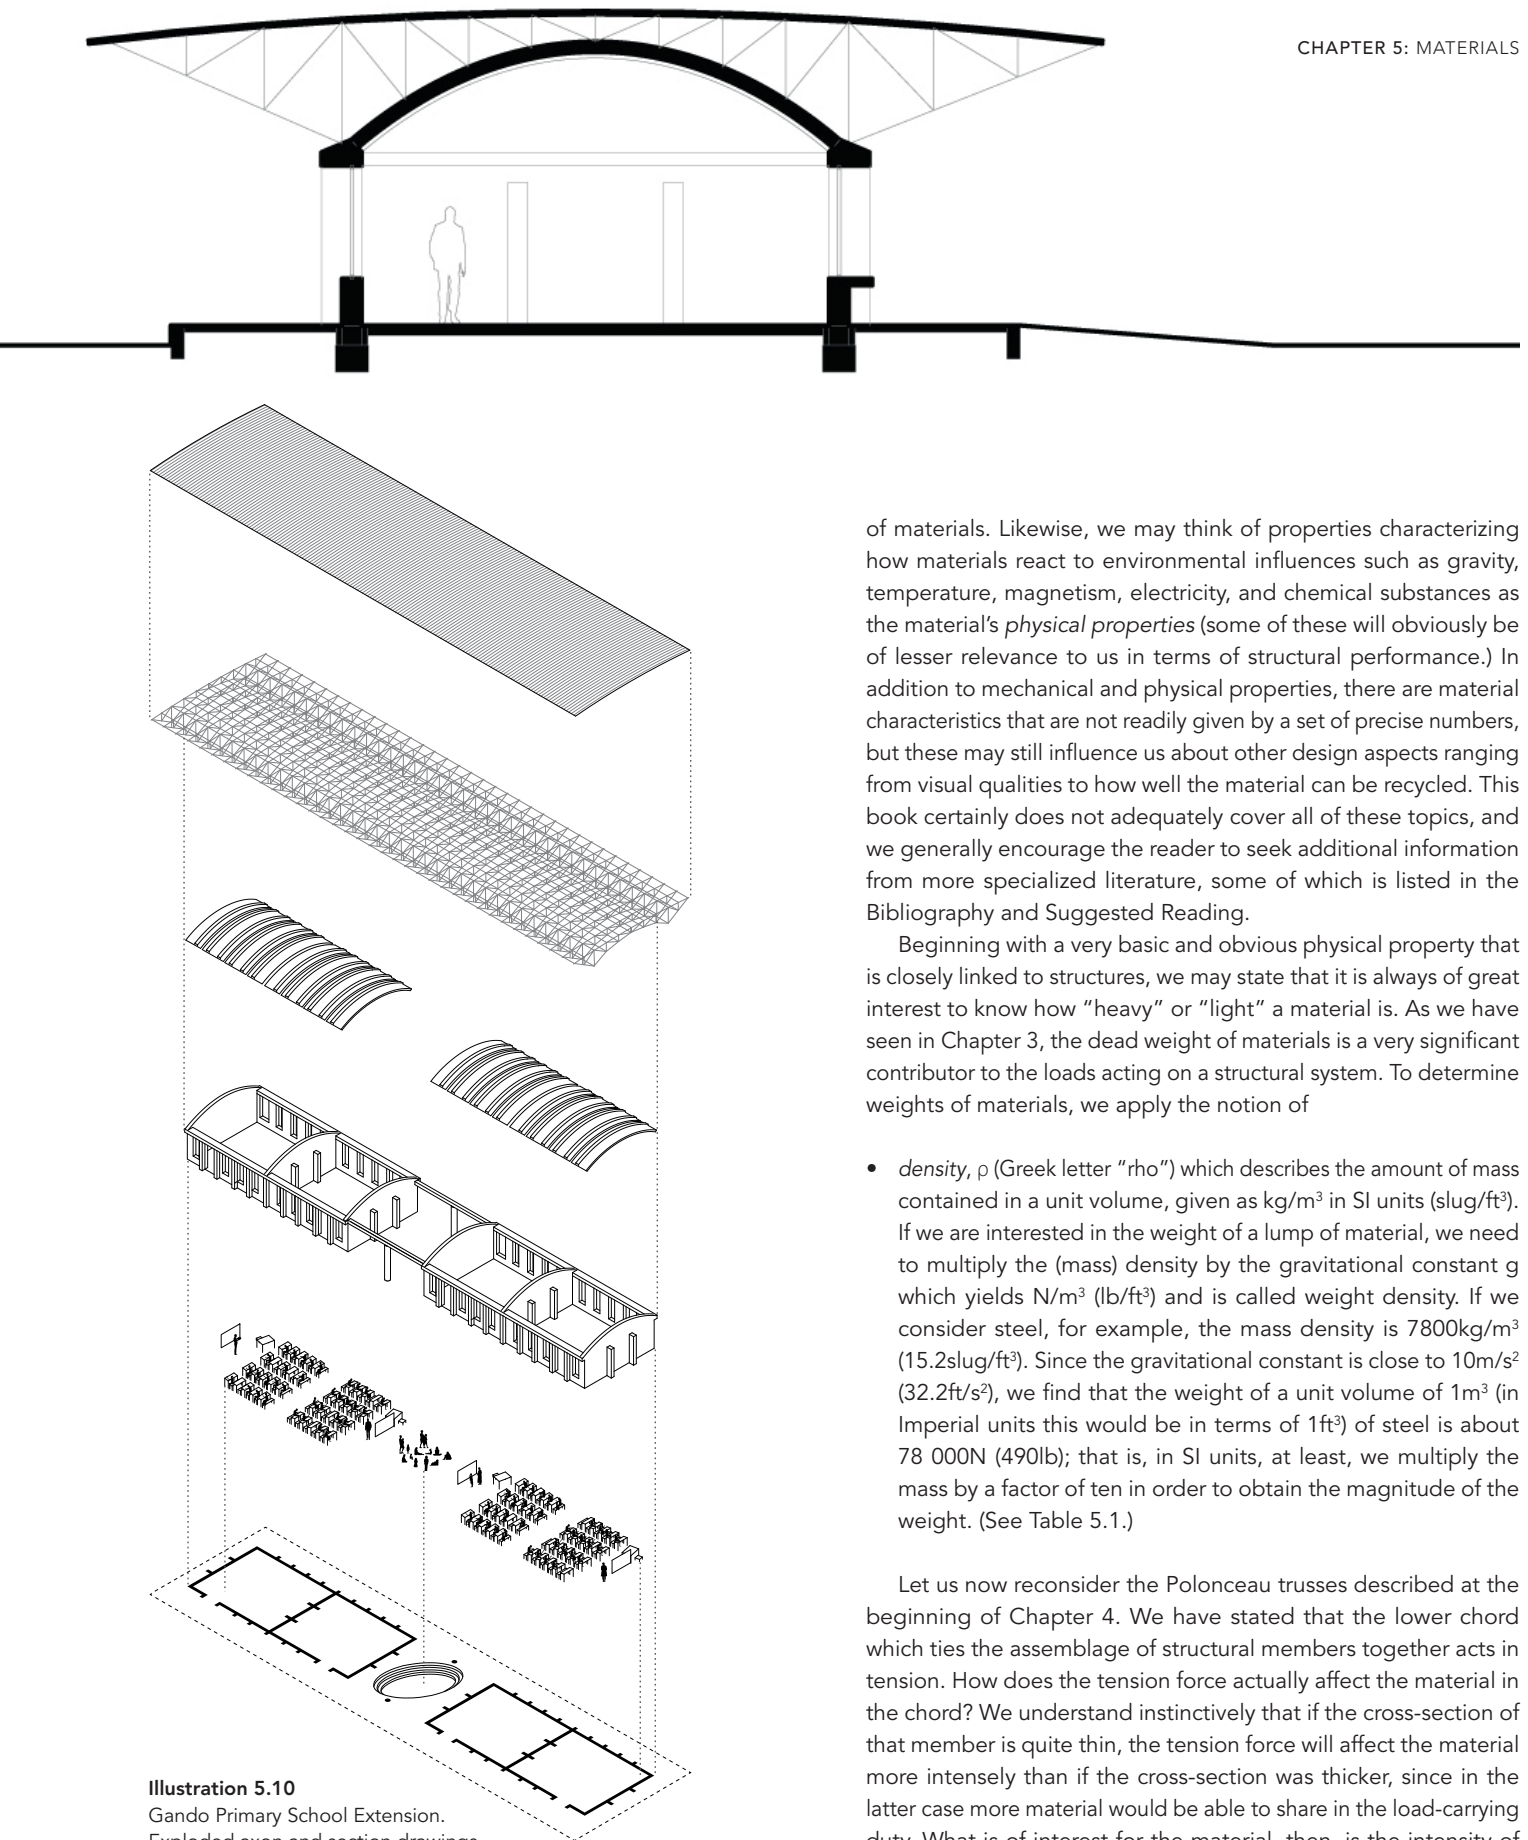 CHAPTER 5: MATERIALS
of materials. Likewise, we may think of properties characterizing
how materials react to environmental influences such as gravity,
temperature, magnetism, electricity, and chemical substances as
the material's physical properties (some of these will obviously be
of lesser relevance to us in terms of structural performance.) In
addition to mechanical and physical properties, there are material
characteristics that are not readily given by a set of precise numbers,
but these may still influence us about other design aspects ranging
from visual qualities to how well the material can be recycled. This
book certainly does not adequately cover all of these topics, and
we generally encourage the reader to seek additional information
from more specialized literature, some of which is listed in the
Bibliography and Suggested Reading.
Beginning with a very basic and obvious physical property that
is closely linked to structures, we may state that it is always of great
interest to know how “heavy” or “light” a material is. As we have
seen in Chapter 3, the dead weight of materials is a very significant
contributor to the loads acting on a structural system. To determine
weights of materials, we apply the notion of
• density, ρ (Greek letter “rho”) which describes the amount of mass
contained in a unit volume, given as kg/m³ in SI units (slug/ft³).
If we are interested in the weight of a lump of material, we need
to multiply the (mass) density by the gravitational constant g
which yields N/m³ (lb/ft³) and is called weight density. If we
consider steel, for example, the mass density is 7800kg/m³
(15.2slug/ft³). Since the gravitational constant is close to 10m/s²
(32.2ft/s²), we find that the weight of a unit volume of 1m³ (in
Imperial units this would be in terms of 1ft³) of steel is about
78 000N (490lb); that is, in SI units, at least, we multiply the
mass by a factor of ten in order to obtain the magnitude of the
weight. (See Table 5.1.)
Let us now reconsider the Polonceau trusses described at the
beginning of Chapter 4. We have stated that the lower chord
which ties the assemblage of structural members together acts in
tension. How does the tension force actually affect the material in
the chord? We understand instinctively that if the cross-section of
that member is quite thin, the tension force will affect the material
more intensely than if the cross-section was thicker, since in the
latter case more material would be able to share in the load-carrying
duty. What is of interest for the material, then, is the intensity of
Illustration 5.10
Gando Primary School Extension.
Exploded axon and section drawings